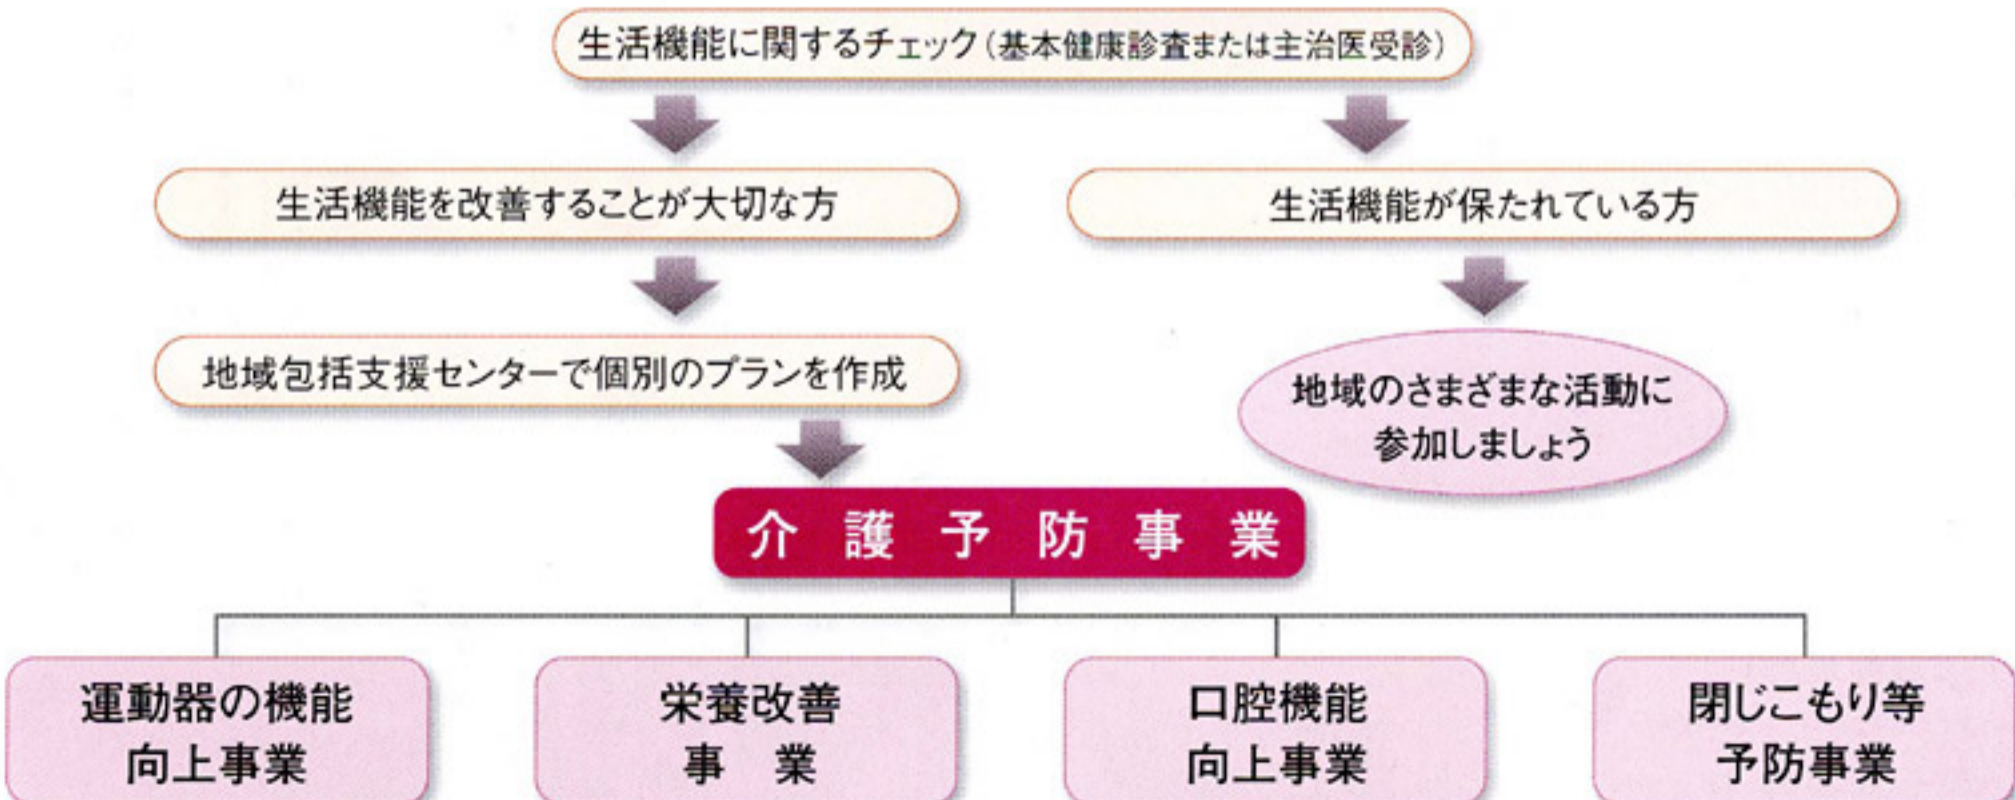 生活機能に関するチェック（基本健康診査または主治医受診）
生活機能を改善することが大切な方
生活機能が保たれている方
地域包括支援センターで個別のプランを作成
地域のさまざまな活動に
参加しましょう
介護予防事業
運動器の機能
向上事業
栄養改善
事　業
口腔機能
向上事業
閉じこもり等
予防事業